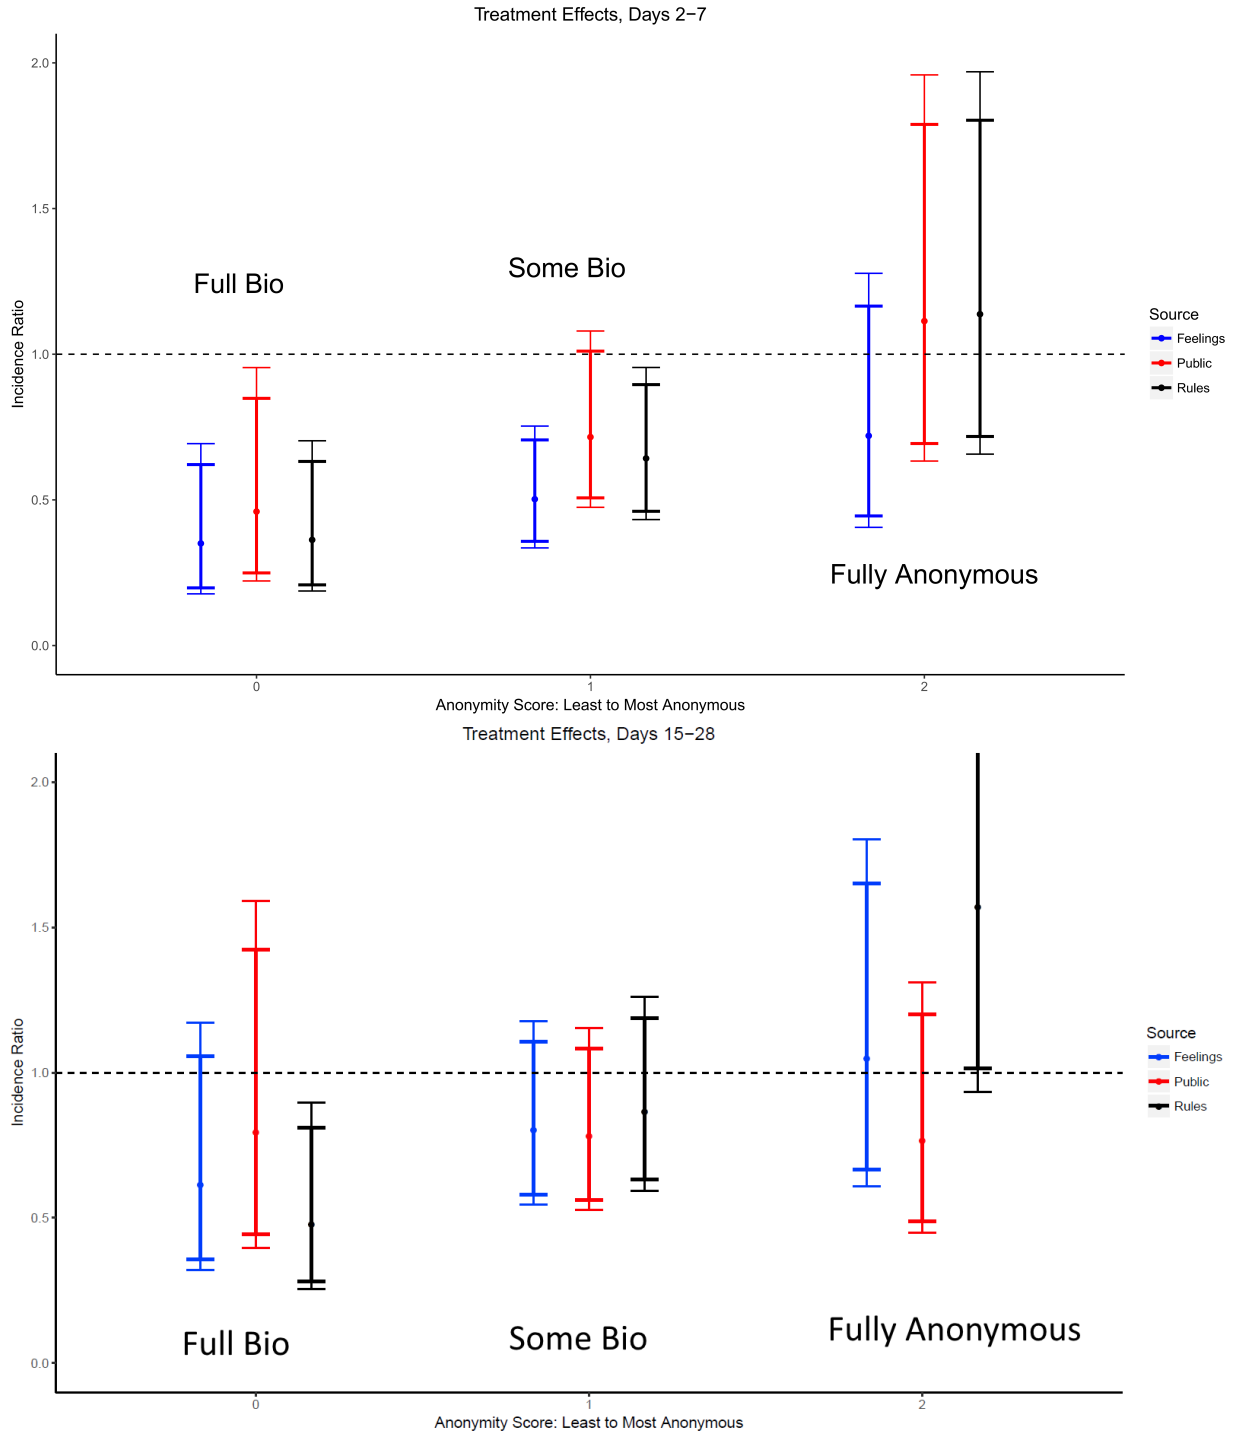 Treatment Effects, Days 2−7
2.0
1.5
1.0
0.5
0.0
Incidence Ratio
Full Bio
Some Bio
Fully Anonymous
0
1
2
Anonymity Score: Least to Most Anonymous
Source
Feelings
Public
Rules
Treatment Effects, Days 15−28
2.0
1.5
1.0
0.5
0.0
Incidence Ratio
Full Bio
Some Bio
Fully Anonymous
0
1
2
Anonymity Score: Least to Most Anonymous
Source
Feelings
Public
Rules